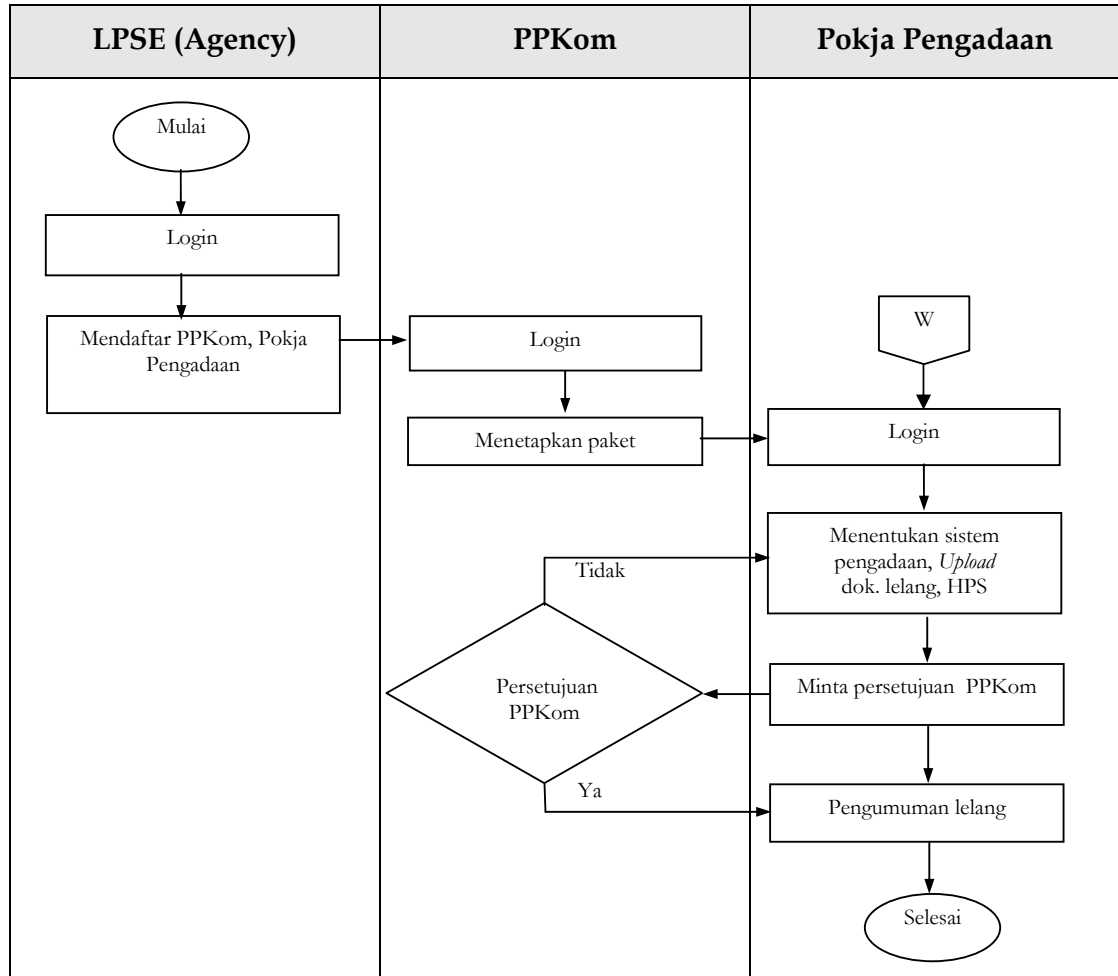 LPSE (Agency)
PPKom
Pokja Pengadaan
Mulai
Login
Mendaftar PPKom, Pokja
Pengadaan
Login
Menetapkan paket
W
Login
Menentukan sistem
pengadaan, Upload
dok. lelang, HPS
Tidak
Minta persetujuan PPKom
Persetujuan
PPKom
Ya
Pengumuman lelang
Selesai